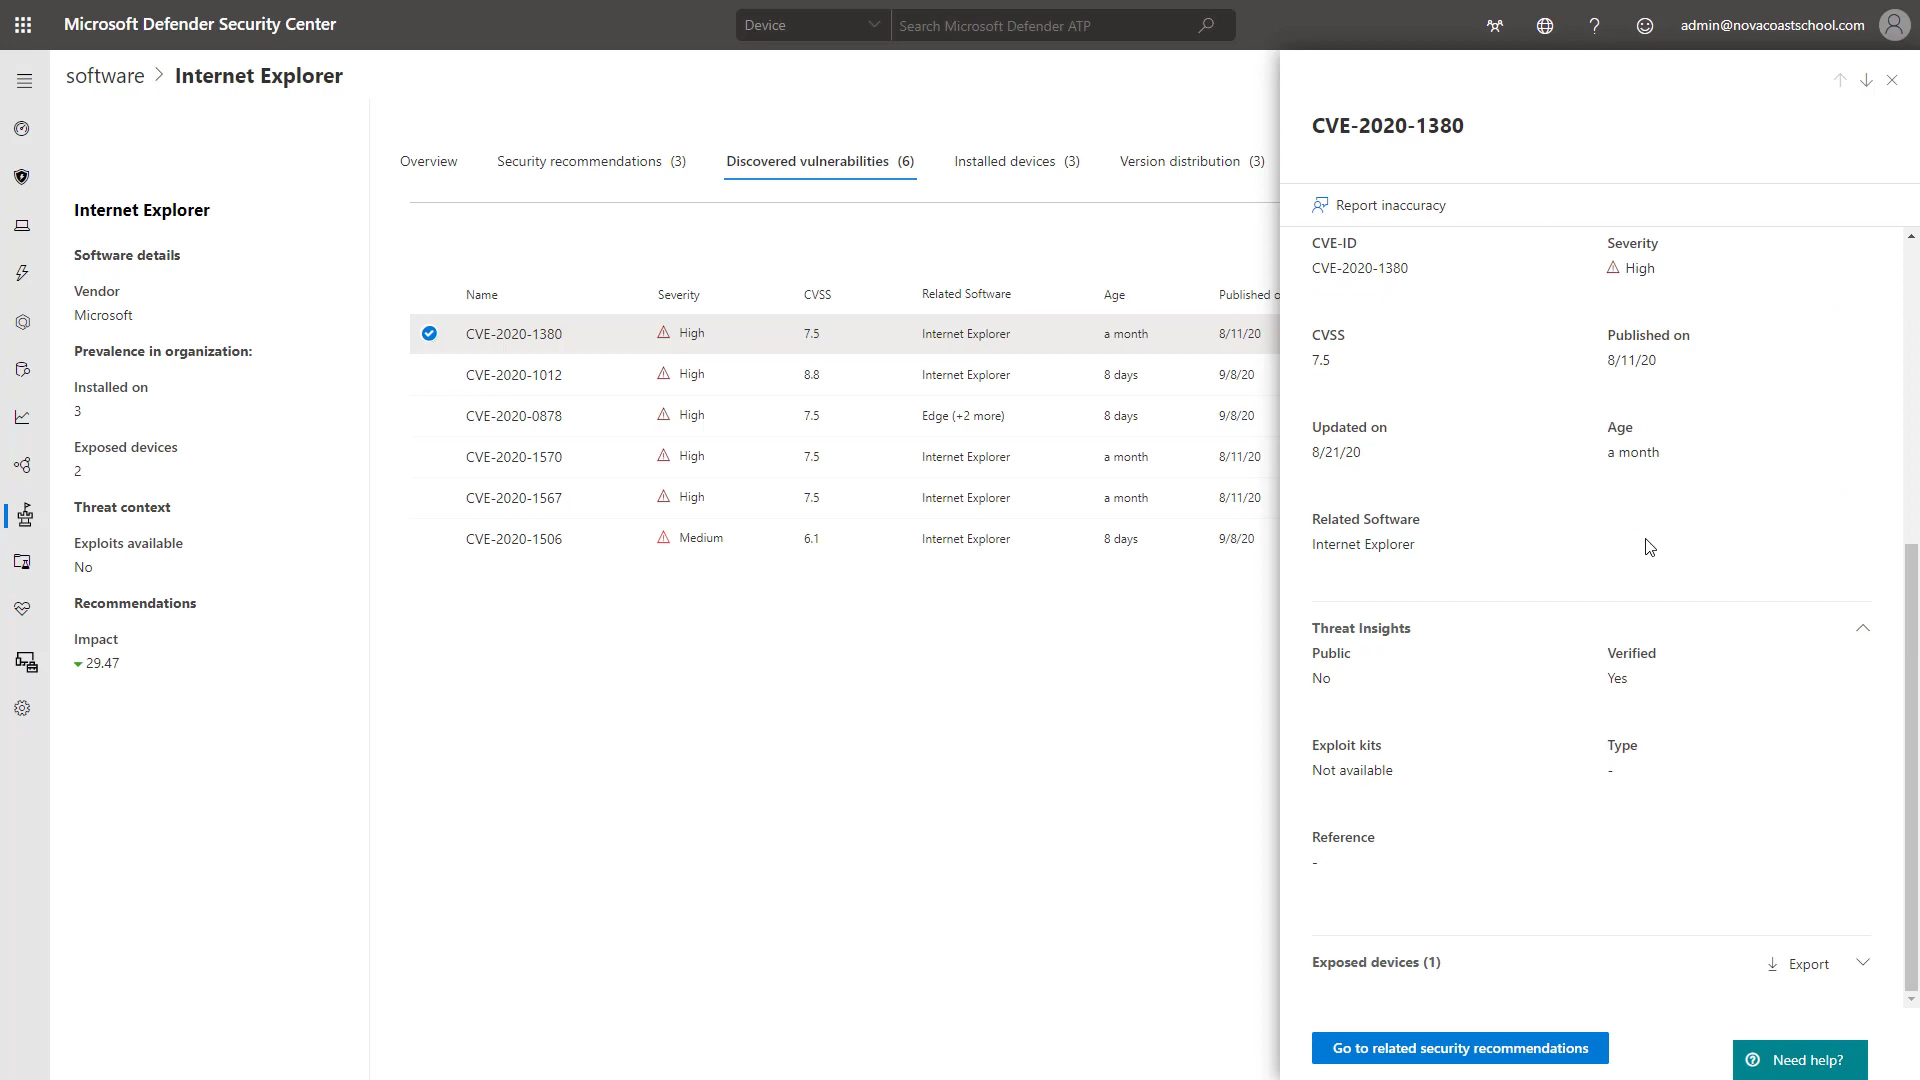 Microsoft Defender Security Center
Device
Search Microsoft Defender ATP
admin@novacoastschool.com
software > Internet Explorer
Internet Explorer
Software details
Vendor
Microsoft
Prevalence in organization:
Installed on
3
Exposed devices
2
Threat context
Exploits available
No
Recommendations
Impact
29.47
Overview Security recommendations (3) Discovered vulnerabilities (6) Installed devices (3) Version distribution (3)
Name Severity CVSS Related Software Age Published o
CVE-2020-1380 High 7.5 Internet Explorer a month 8/11/20
CVE-2020-1012 High 8.8 Internet Explorer 8 days 9/8/20
CVE-2020-0878 High 7.5 Edge (+2 more) 8 days 9/8/20
CVE-2020-1570 High 7.5 Internet Explorer a month 8/11/20
CVE-2020-1567 High 7.5 Internet Explorer a month 8/11/20
CVE-2020-1506 Medium 6.1 Internet Explorer 8 days 9/8/20
CVE-2020-1380
Report inaccuracy
CVE-ID Severity
CVE-2020-1380 High
CVSS Published on
7.5 8/11/20
Updated on Age
8/21/20 a month
Related Software
Internet Explorer
Threat Insights
Public Verified
No Yes
Exploit kits Type
Not available -
Reference
-
Exposed devices (1) Export
Go to related security recommendations
Need help?